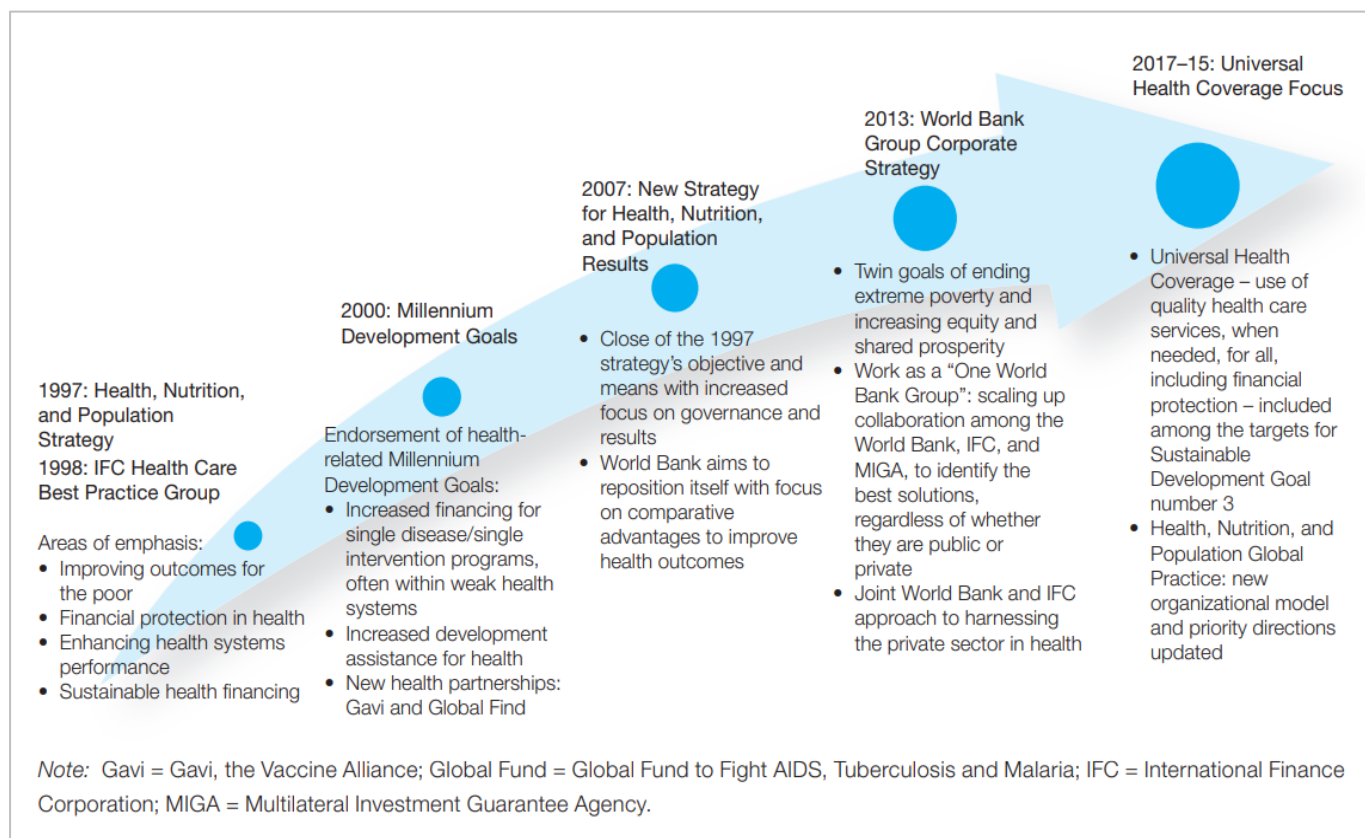 1997: Health, Nutrition,
and Population
Strategy
1998: IFC Health Care
Best Practice Group
Areas of emphasis:
• Improving outcomes for
the poor
• Financial protection in health
• Enhancing health systems
performance
• Sustainable health financing
2000: Millennium
Development Goals
Endorsement of health-
related Millennium
Development Goals:
• Increased financing for
single disease/single
intervention programs,
often within weak health
systems
• Increased development
assistance for health
• New health partnerships:
Gavi and Global Find
2007: New Strategy
for Health, Nutrition,
and Population
Results
• Close of the 1997
strategy’s objective and
means with increased
focus on governance and
results
• World Bank aims to
reposition itself with focus
on comparative
advantages to improve
health outcomes
2013: World Bank
Group Corporate
Strategy
• Twin goals of ending
extreme poverty and
increasing equity and
shared prosperity
• Work as a “One World
Bank Group”: scaling up
collaboration among the
World Bank, IFC, and
MIGA, to identify the
best solutions,
regardless of whether
they are public or
private
• Joint World Bank and IFC
approach to harnessing
the private sector in health
2017–15: Universal
Health Coverage Focus
• Universal Health
Coverage – use of
quality health care
services, when
needed, for all,
including financial
protection – included
among the targets for
Sustainable
Development Goal
number 3
• Health, Nutrition, and
Population Global
Practice: new
organizational model
and priority directions
updated
Note: Gavi = Gavi, the Vaccine Alliance; Global Fund = Global Fund to Fight AIDS, Tuberculosis and Malaria; IFC = International Finance
Corporation; MIGA = Multilateral Investment Guarantee Agency.